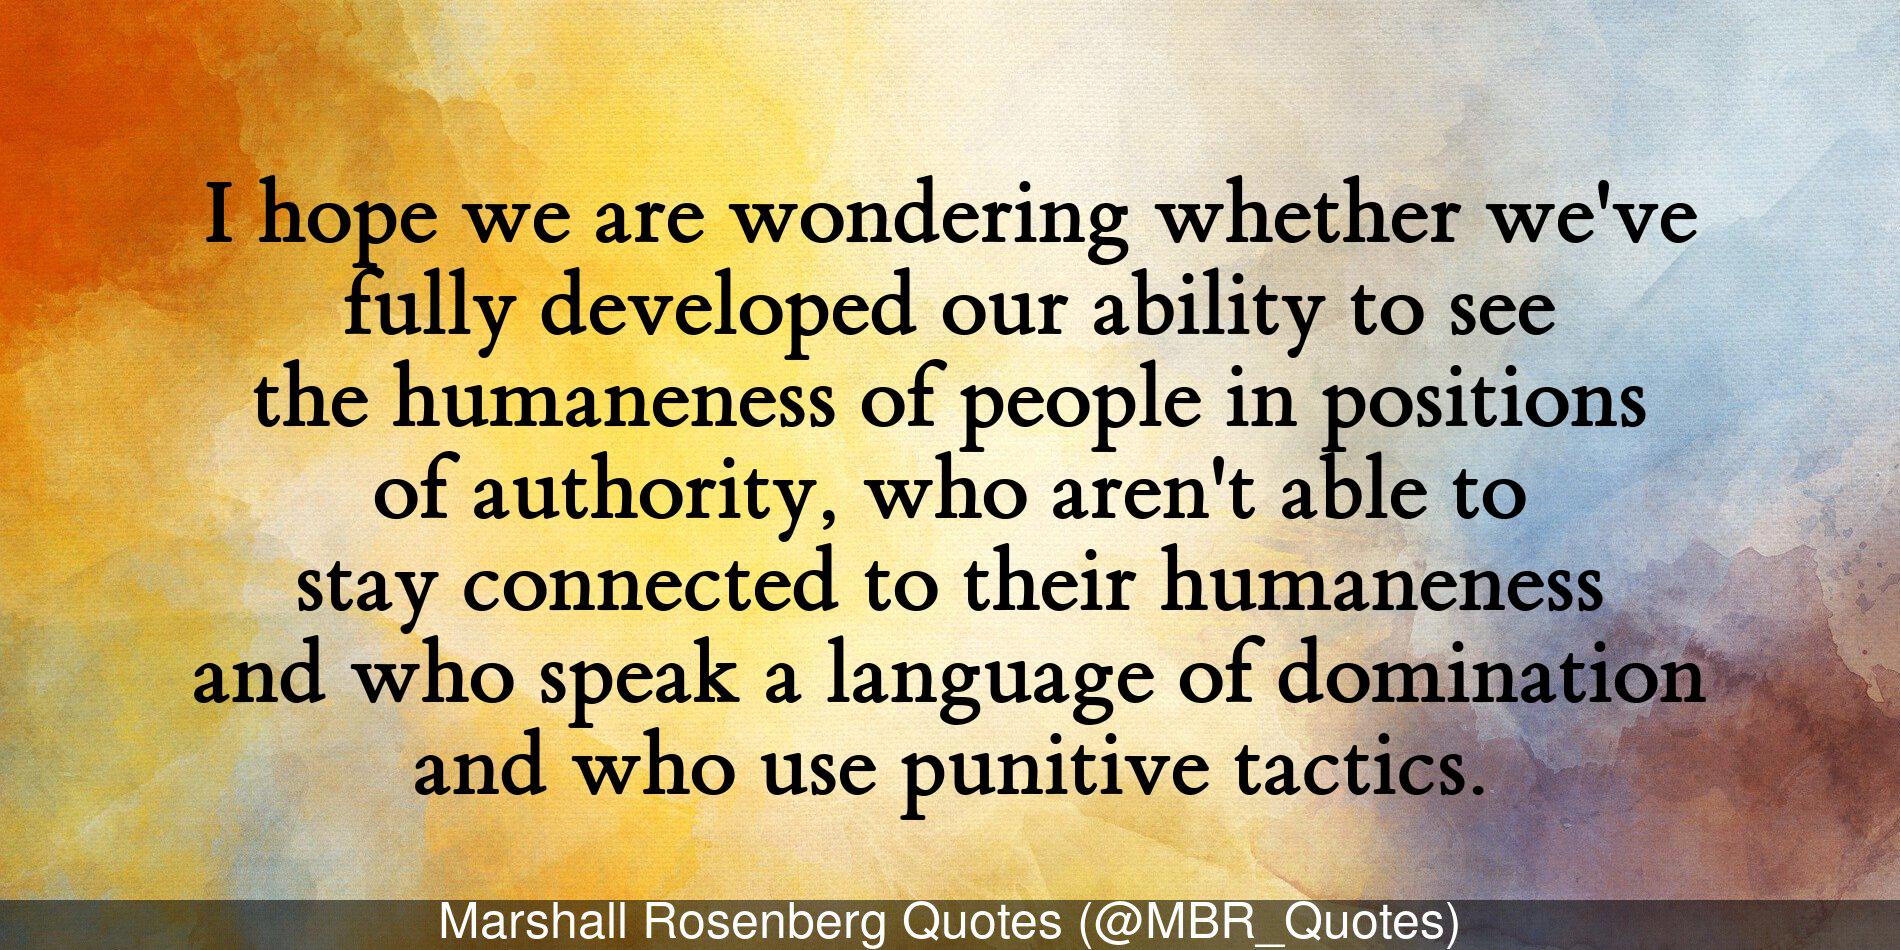 I hope we are wondering whether we've
fully developed our ability to see
the humaneness of people in positions
of authority, who aren't able to
stay connected to their humaneness
and who speak a language of domination
and who use punitive tactics.
Marshall Rosenberg Quotes (@MBR_Quotes)